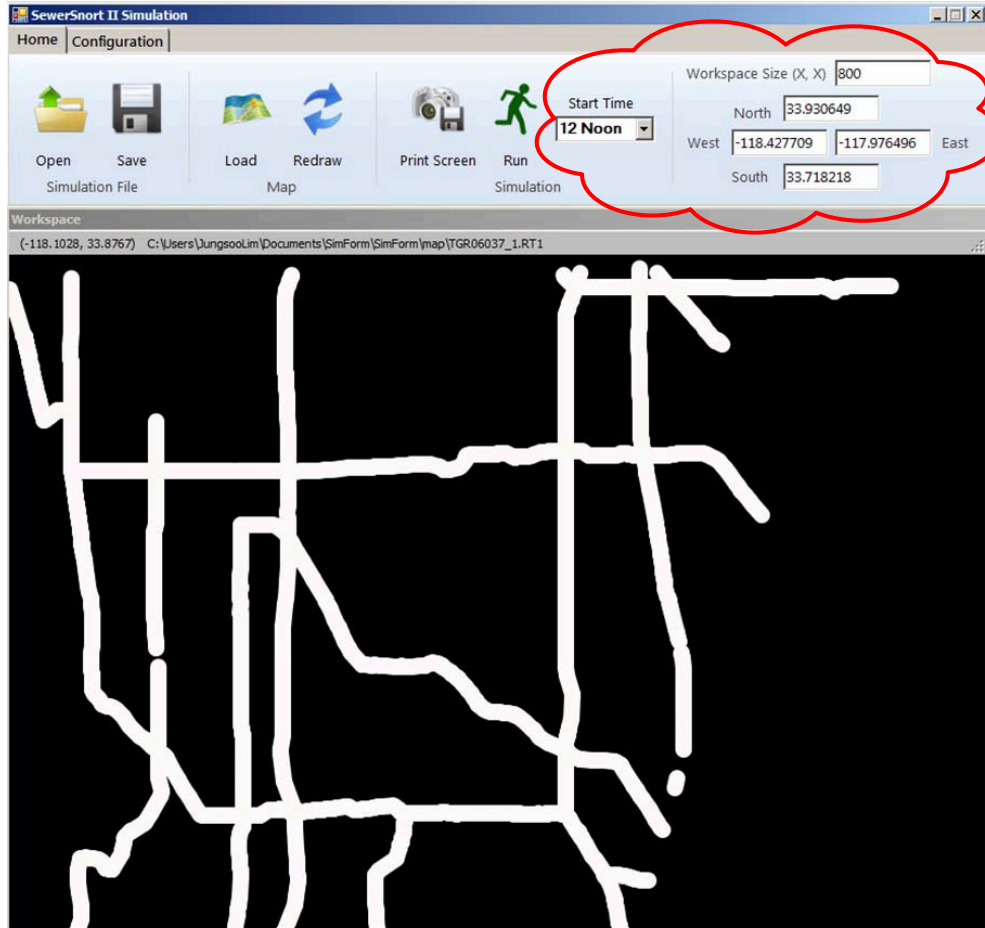 SewerSnort II Simulation
Home Configuration
Workspace Size (X, X) 800
Start Time
North 33.930649
12 Noon
West -118.427709 -117.976496 East
Open Save Load Redraw Print Screen Run
South 33.718218
Simulation File Map Simulation
Workspace
(-118.1028, 33.8767) C:\Users\JungsooLim\Documents\SimForm\SimForm\map\TGR06037_1.RT1